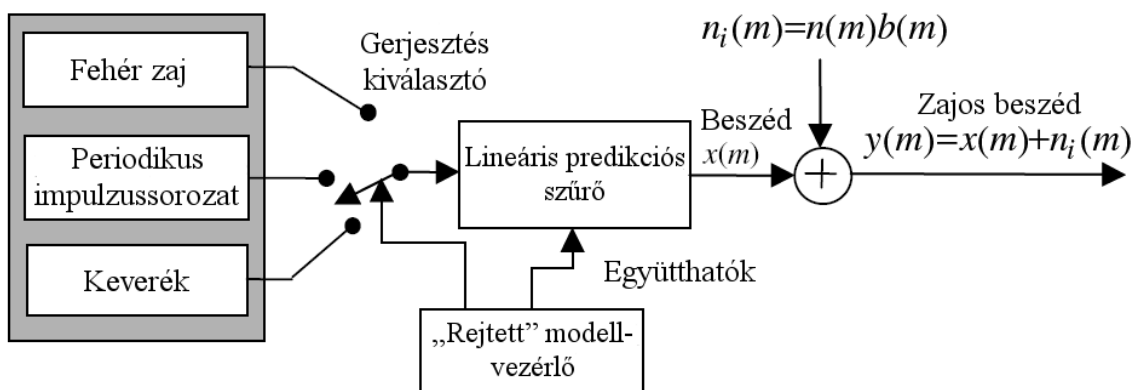 Fehér zaj
Periodikus
impulzussorozat
Keverék
Gerjesztés
kiválasztó
Lineáris predikciós
szűrő
Együtthatók
„Rejtett” modell-
vezérlő
Beszéd
x(m)
n_i(m)=n(m)b(m)
+
Zajos beszéd
y(m)=x(m)+n_i(m)